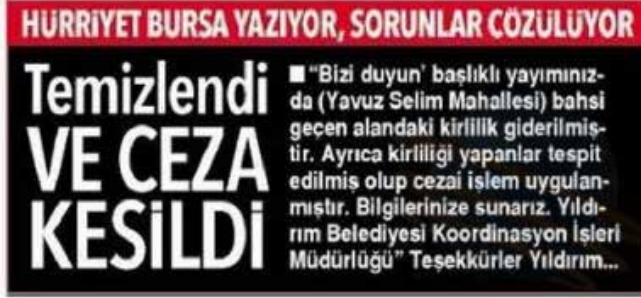 HÜRRİYET BURSA YAZIYOR, SORUNLAR ÇÖZÜLÜYOR
Temizlendi
VE CEZA
KESİLDİ
■ “Bizi duyun’ başlıklı yayımınız-
da (Yavuz Selim Mahallesi) bahsi
geçen alandaki kirlilik giderilmiş-
tir. Ayrıca kirliliği yapanlar tespit
edilmiş olup cezai işlem uygulan-
mıştır. Bilgilerinize sunarız. Yıldı-
rım Belediyesi Koordinasyon İşleri
Müdürlüğü” Teşekkürler Yıldırım...